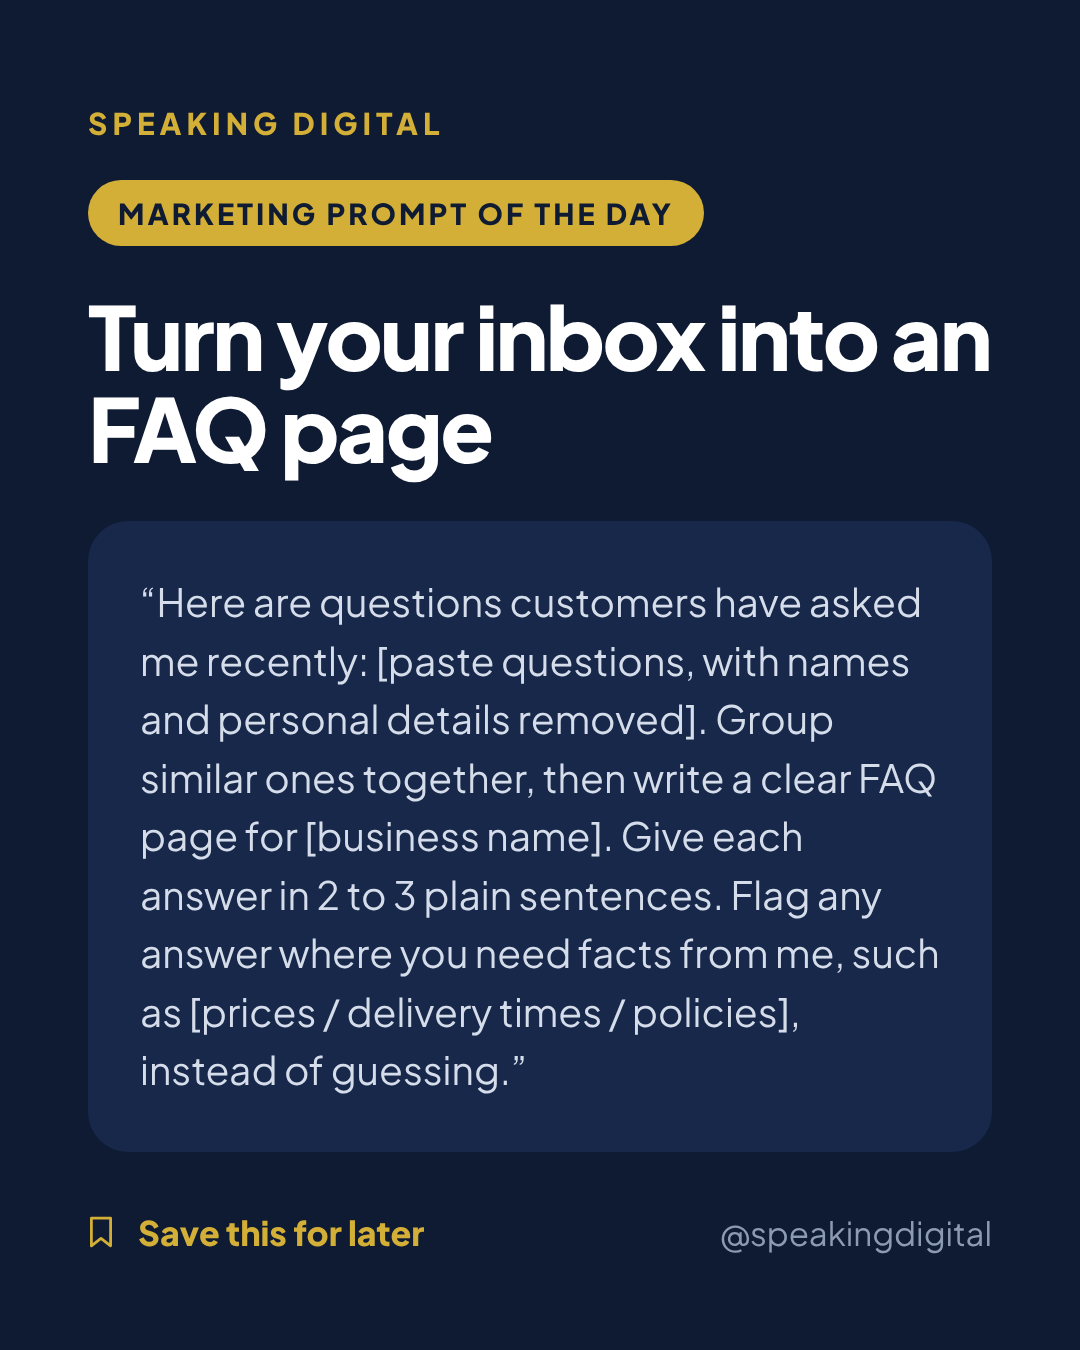 SPEAKING DIGITAL
MARKETING PROMPT OF THE DAY
Turn your inbox into an
FAQ page
“Here are questions customers have asked
me recently: [paste questions, with names
and personal details removed]. Group
similar ones together, then write a clear FAQ
page for [business name]. Give each
answer in 2 to 3 plain sentences. Flag any
answer where you need facts from me, such
as [prices / delivery times / policies],
instead of guessing.”
Save this for later
@speakingdigital